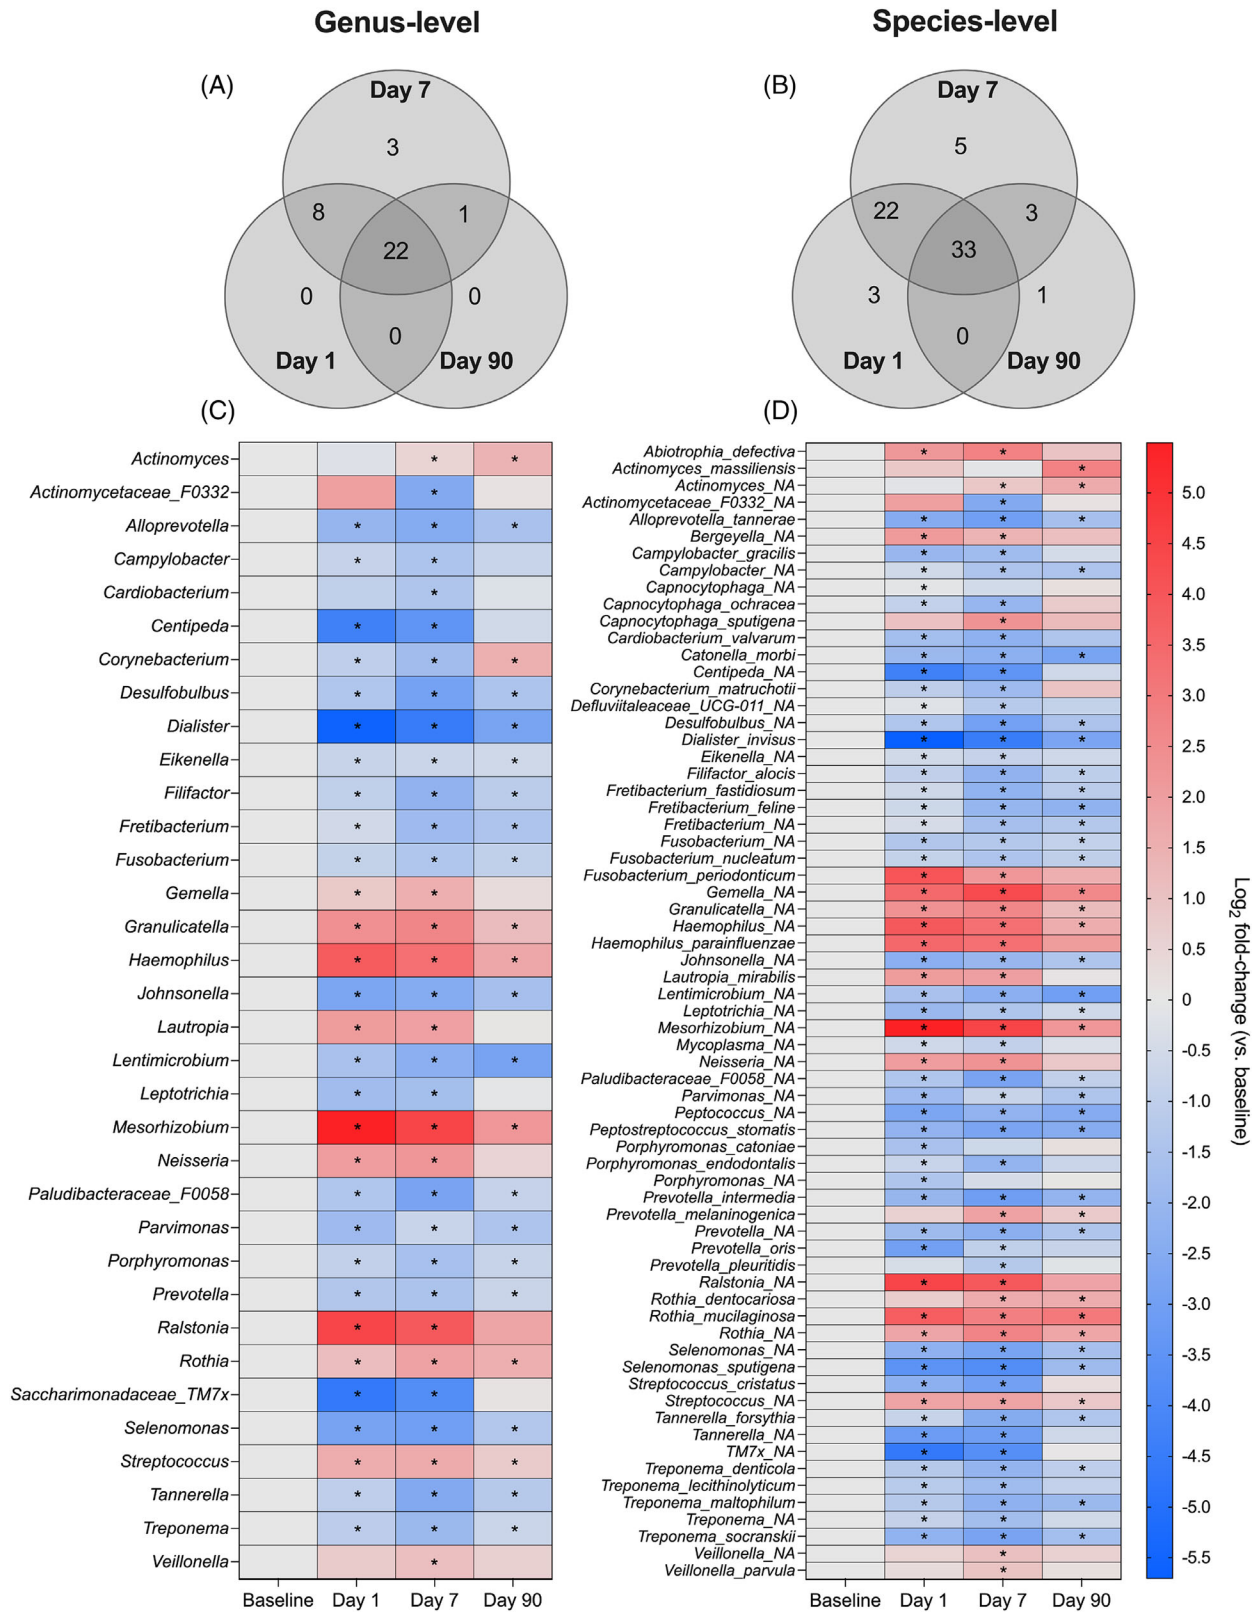 Genus-level
Species-level
(A)
Day 7
3
8
1
22
0
0
0
Day 1
Day 90
(B)
Day 7
5
22
3
33
3
1
0
Day 1
Day 90
(C)
Actinomyces
* *
Actinomycetaceae_F0332
*
Alloprevotella
* * *
Campylobacter
* *
Cardiobacterium
*
Centipeda
* *
Corynebacterium
* * *
Desulfobulbus
* * *
Dialister
* * *
Eikenella
* * *
Filifactor
* * *
Fretibacterium
* * *
Fusobacterium
* * *
Gemella
* *
Granulicatella
* * *
Haemophilus
* * *
Johnsonella
* * *
Lautropia
* *
Lentimicrobium
* * *
Leptotrichia
* *
Mesorhizobium
* * *
Neisseria
* *
Paludibacteraceae_F0058
* * *
Parvimonas
* * *
Porphyromonas
* * *
Prevotella
* * *
Ralstonia
* *
Rothia
* * *
Saccharimonadaceae_TM7x
* *
Selenomonas
* * *
Streptococcus
* * *
Tannerella
* * *
Treponema
* * *
Veillonella
*
Baseline Day 1 Day 7 Day 90
(D)
Abiotrophia_defectiva
* *
Actinomyces_massiliensis
*
Actinomyces_NA
* *
Actinomycetaceae_F0332_NA
*
Alloprevotella_tannerae
* * *
Bergeyella_NA
* *
Campylobacter_gracilis
* *
Campylobacter_NA
* * *
Capnocytophaga_NA
*
Capnocytophaga_ochracea
* *
Capnocytophaga_sputigena
*
Cardiobacterium_valvarum
* *
Catonella_morbi
* * *
Centipeda_NA
* *
Corynebacterium_matruchotii
* *
Defluviitaleaceae_UCG-011_NA
* *
Desulfobulbus_NA
* * *
Dialister_invisus
* * *
Eikenella_NA
* *
Filifactor_alocis
* * *
Fretibacterium_fastidiosum
* * *
Fretibacterium_feline
* * *
Fretibacterium_NA
* * *
Fusobacterium_NA
* * *
Fusobacterium_nucleatum
* * *
Fusobacterium_periodonticum
* *
Gemella_NA
* * *
Granulicatella_NA
* * *
Haemophilus_NA
* * *
Haemophilus_parainfluenzae
* *
Johnsonella_NA
* * *
Lautropia_mirabilis
* *
Lentimicrobium_NA
* * *
Leptotrichia_NA
* * *
Mesorhizobium_NA
* * *
Mycoplasma_NA
* *
Neisseria_NA
* *
Paludibacteraceae_F0058_NA
* * *
Parvimonas_NA
* * *
Peptococcus_NA
* * *
Peptostreptococcus_stomatis
* * *
Porphyromonas_catoniae
*
Porphyromonas_endodontalis
* *
Porphyromonas_NA
*
Prevotella_intermedia
* * *
Prevotella_melaninogenica
* *
Prevotella_NA
* * *
Prevotella_oris
* *
Prevotella_pleuritidis
*
Ralstonia_NA
* *
Rothia_dentocariosa
* *
Rothia_mucilaginosa
* * *
Rothia_NA
* * *
Selenomonas_NA
* * *
Selenomonas_sputigena
* * *
Streptococcus_cristatus
* *
Streptococcus_NA
* * *
Tannerella_forsythia
* * *
Tannerella_NA
* *
TM7x_NA
* *
Treponema_denticola
* * *
Treponema_lecithinolyticum
* *
Treponema_maltophilum
* * *
Treponema_NA
* *
Treponema_socranskii
* * *
Veillonella_NA
*
Veillonella_parvula
*
Baseline Day 1 Day 7 Day 90
5.0
4.5
4.0
3.5
3.0
2.5
2.0
1.5
1.0
0.5
0
-0.5
-1.0
-1.5
-2.0
-2.5
-3.0
-3.5
-4.0
-4.5
-5.0
-5.5
Log2 fold-change (vs. baseline)